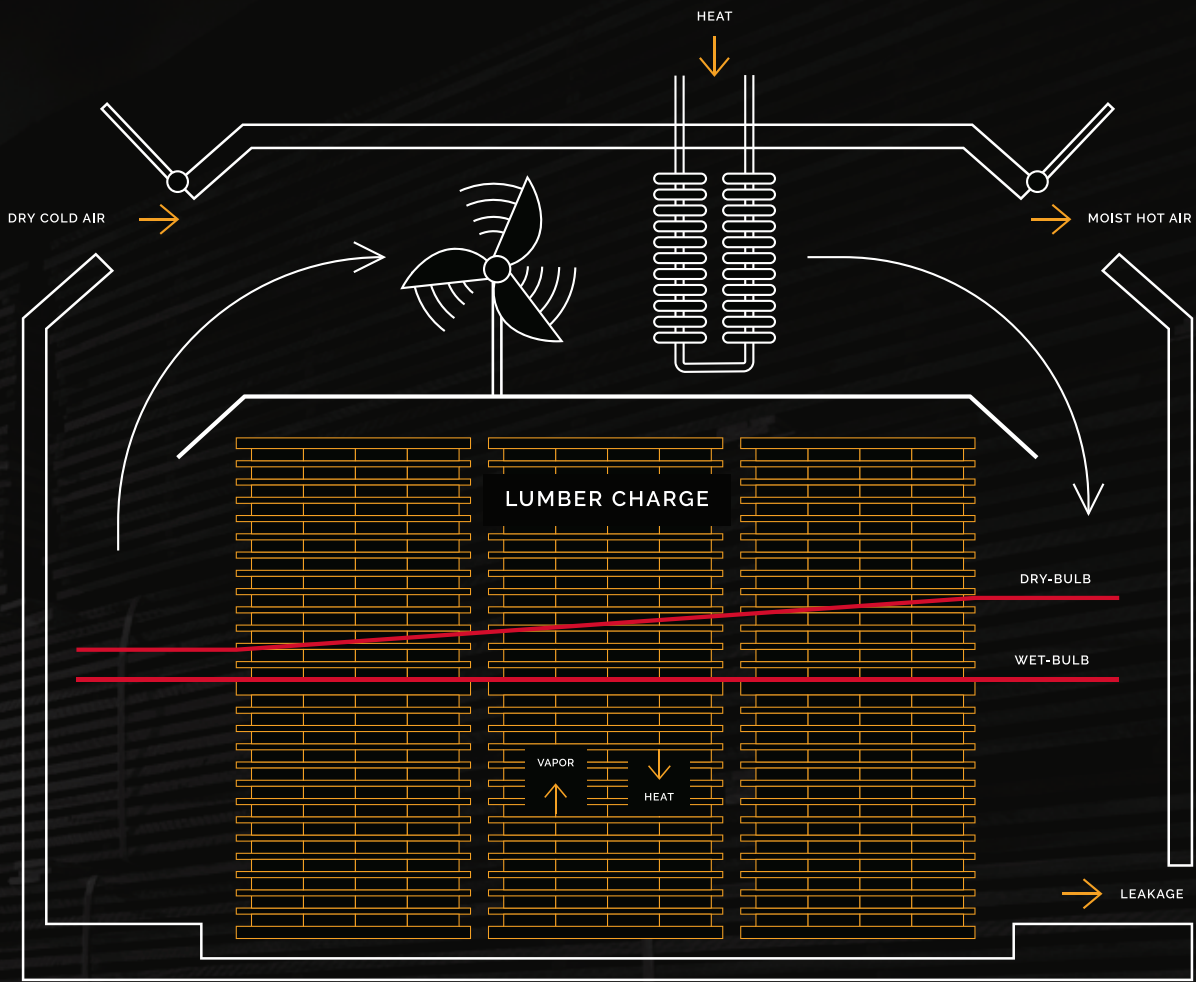 HEAT
DRY COLD AIR
MOIST HOT AIR
LUMBER CHARGE
DRY-BULB
WET-BULB
VAPOR
HEAT
LEAKAGE